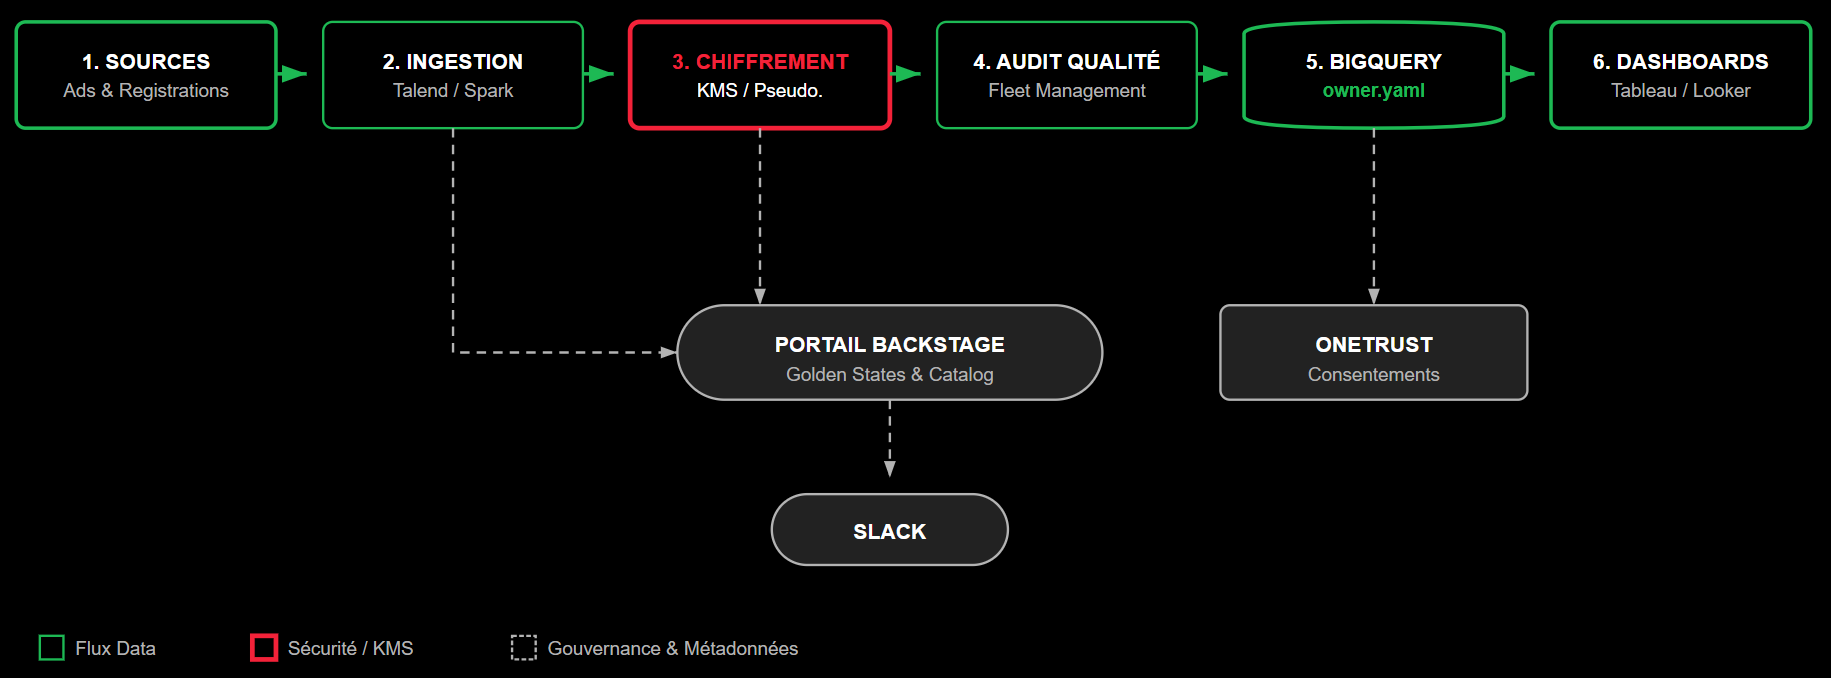 1. SOURCES
Ads & Registrations
2. INGESTION
Talend / Spark
3. CHIFFREMENT
KMS / Pseudo.
4. AUDIT QUALITÉ
Fleet Management
5. BIGQUERY
owner.yaml
6. DASHBOARDS
Tableau / Looker
PORTAIL BACKSTAGE
Golden States & Catalog
ONETRUST
Consentements
SLACK
Flux Data
Sécurité / KMS
Gouvernance & Métadonnées